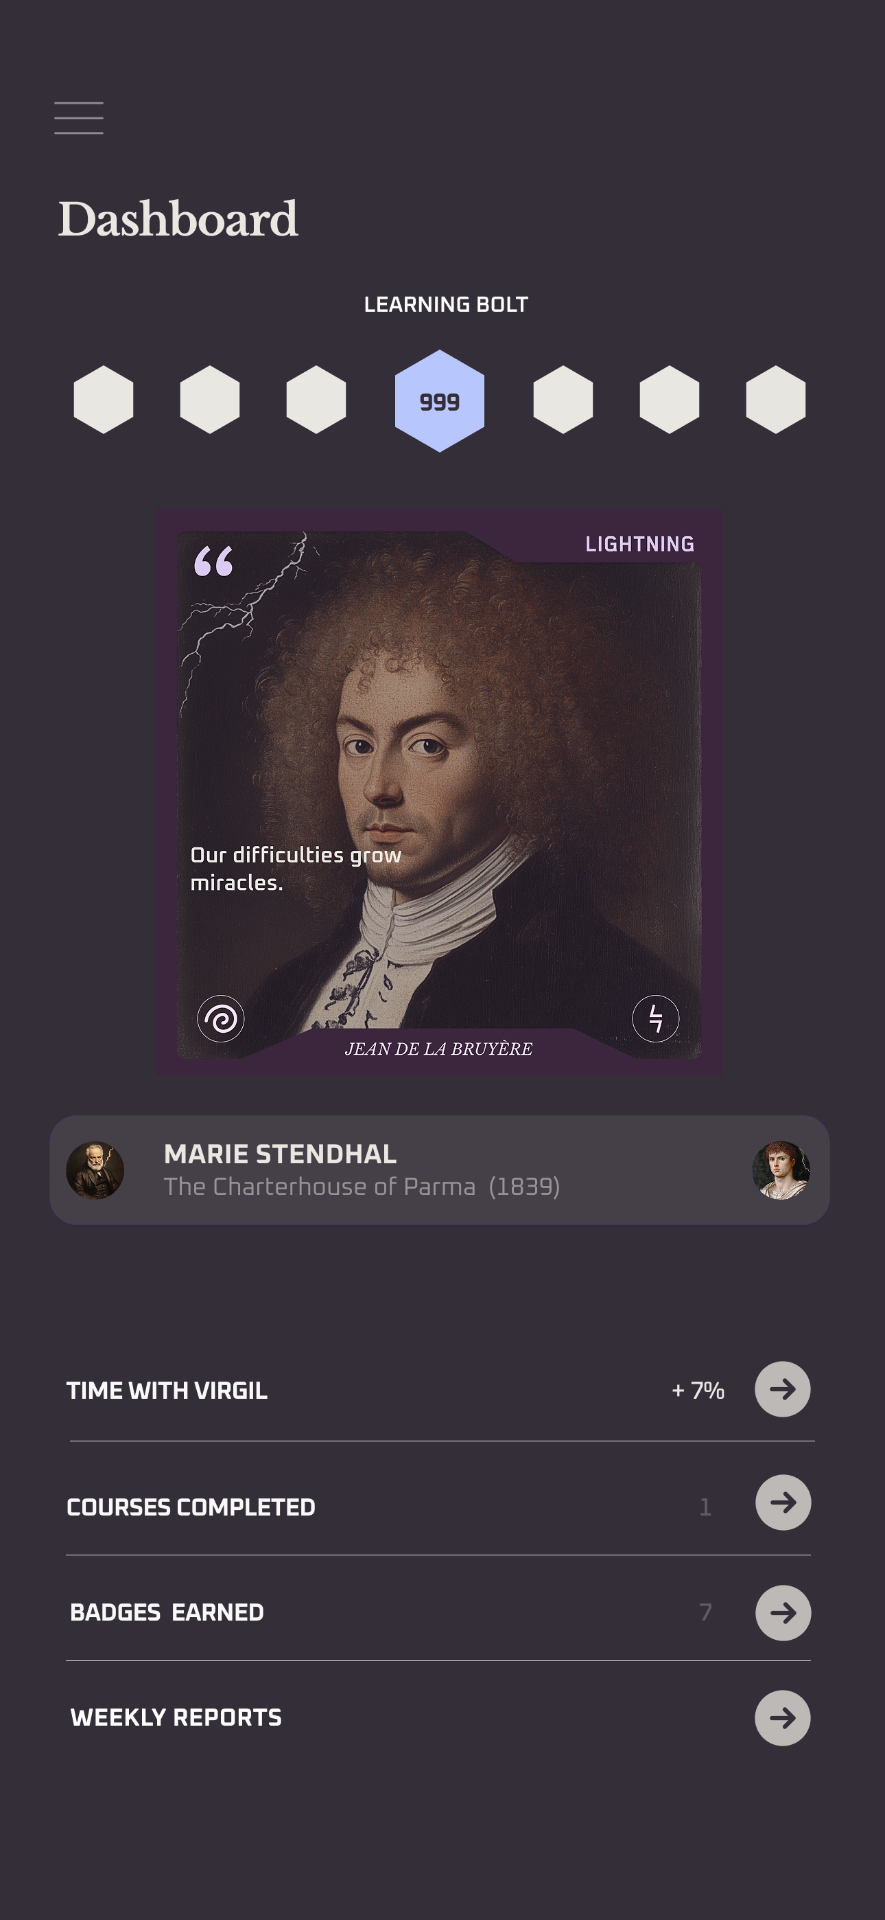 Dashboard
LEARNING BOLT
999
LIGHTNING
“
Our difficulties grow
miracles.
JEAN DE LA BRUYÈRE
MARIE STENDHAL
The Charterhouse of Parma (1839)
TIME WITH VIRGIL + 7%
COURSES COMPLETED 1
BADGES EARNED 7
WEEKLY REPORTS